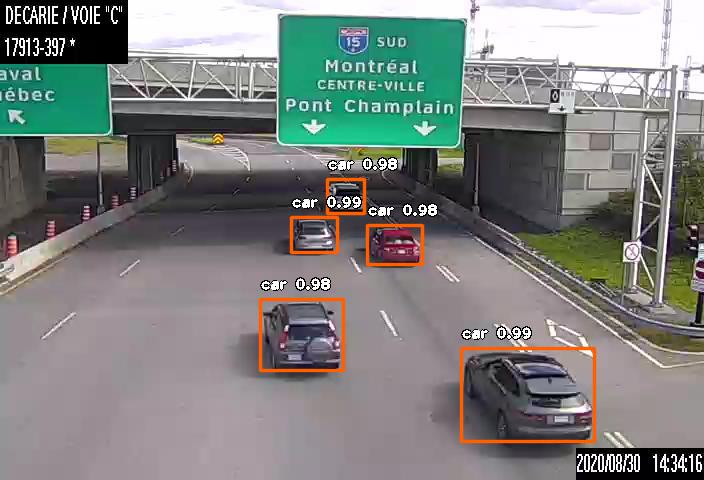 DECARIE / VOIE "C"
17913-397 *
aval
ébec
15 SUD
Montréal
CENTRE-VILLE
Pont Champlain
car 0.98
car 0.99
car 0.98
car 0.98
car 0.99
2020/08/30 14:34:16